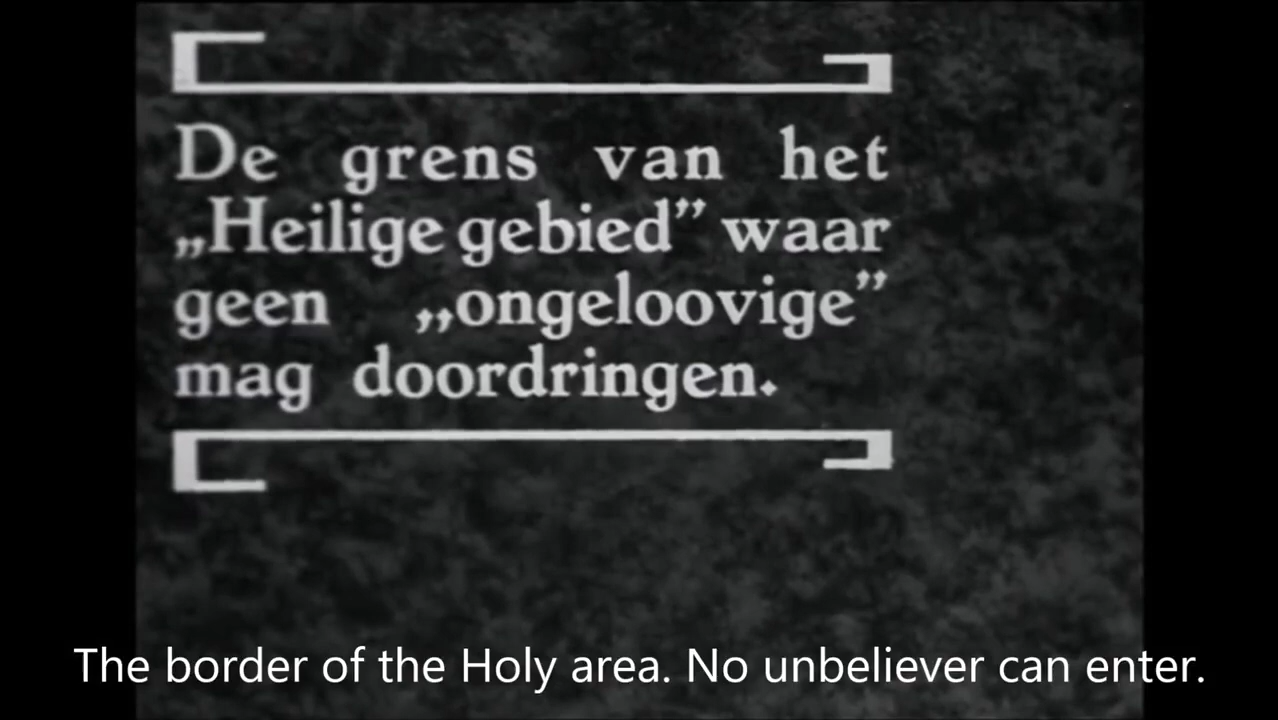 De grens van het
„Heilige gebied” waar
geen „ongeloovige”
mag doordringen.
The border of the Holy area. No unbeliever can enter.